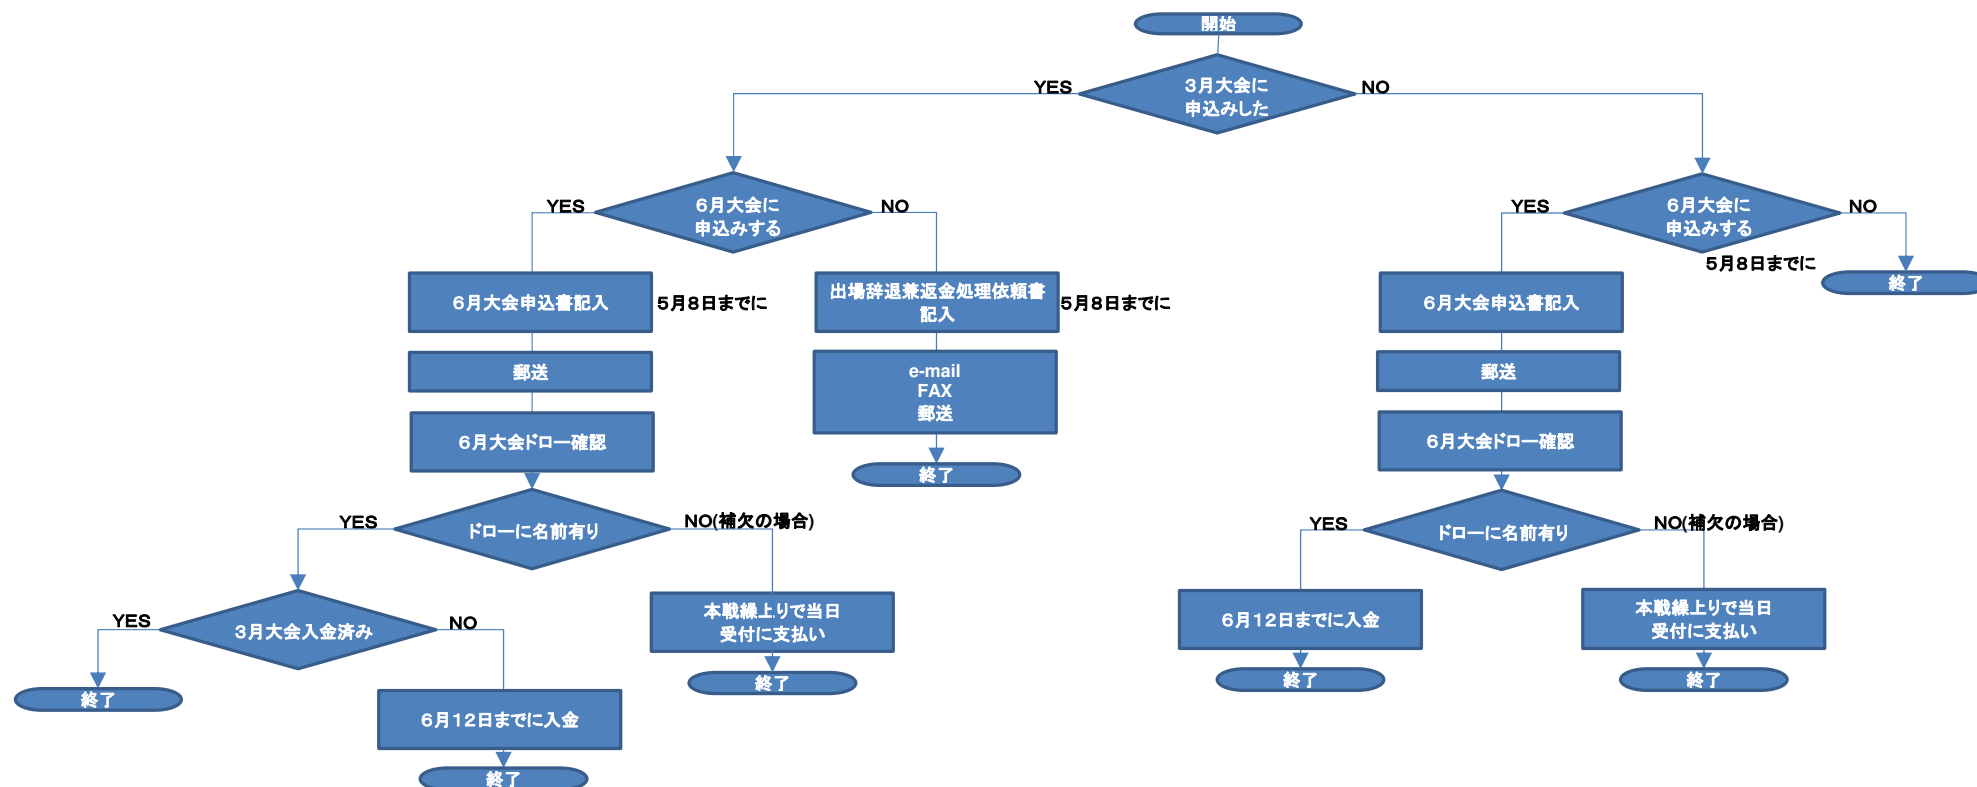 開始
3月大会に
申込みした
YES
NO
6月大会に
申込みする
YES
NO
6月大会に
申込みする
YES
NO
5月8日までに
終了
6月大会申込書記入
5月8日までに
出場辞退兼返金処理依頼書
記入
5月8日までに
6月大会申込書記入
郵送
e-mail
FAX
郵送
郵送
6月大会ドロー確認
終了
6月大会ドロー確認
ドローに名前有り
YES
NO(補欠の場合)
ドローに名前有り
YES
NO(補欠の場合)
3月大会入金済み
YES
NO
本戦繰上りで当日
受付に支払い
6月12日までに入金
本戦繰上りで当日
受付に支払い
終了
終了
終了
終了
6月12日までに入金
終了